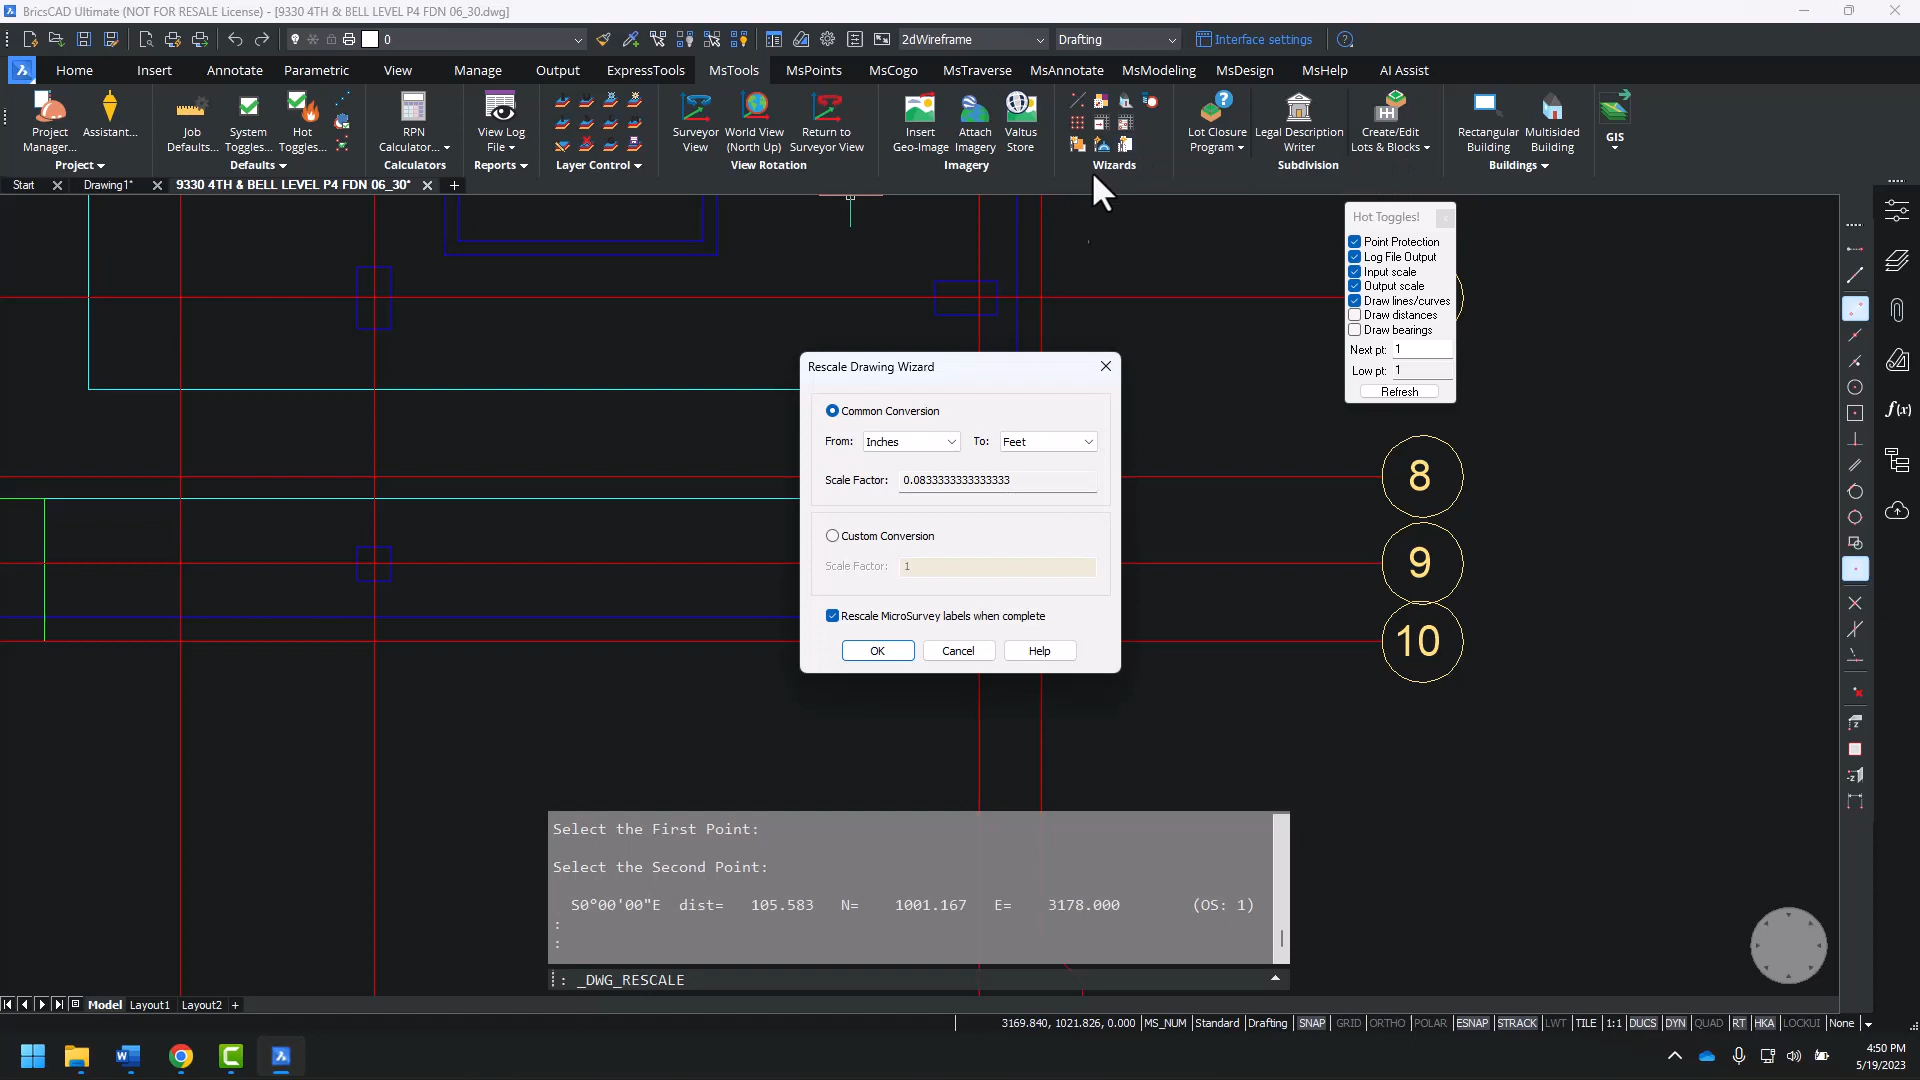 BricsCAD Ultimate (NOT FOR RESALE License) - [9330 4TH & BELL LEVEL P4 FDN 06_30.dwg]
0 2dWireframe Drafting Interface settings
Home Insert Annotate Parametric View Manage Output ExpressTools MsTools MsPoints MsCogo MsTraverse MsAnnotate MsModeling MsDesign MsHelp AI Assist
Project Manager... Assistant... Job Defaults... System Toggles... Hot Toggles... RPN Calculator... View Log File Surveyor View World View (North Up) Return to Surveyor View Insert Geo-Image Attach Imagery Valtus Store Lot Closure Program Legal Description Writer Create/Edit Lots & Blocks Rectangular Building Multisided Building GIS
Project Defaults Calculators Reports Layer Control View Rotation Imagery Wizards Subdivision Buildings
Start Drawing1* 9330 4TH & BELL LEVEL P4 FDN 06_30* +
Hot Toggles!
Point Protection
Log File Output
Input scale
Output scale
Draw lines/curves
Draw distances
Draw bearings
Next pt: 1
Low pt: 1
Refresh
f(x)
Rescale Drawing Wizard
Common Conversion
From: Inches To: Feet
Scale Factor: 0.0833333333333333
Custom Conversion
Scale Factor: 1
Rescale MicroSurvey labels when complete
OK Cancel Help
8
9
10
Select the First Point:
Select the Second Point:
S0°00'00"E dist= 105.583 N= 1001.167 E= 3178.000 (OS: 1)
:
:
: _DWG_RESCALE
Model Layout1 Layout2 +
3169.840, 1021.826, 0.000 MS_NUM Standard Drafting SNAP GRID ORTHO POLAR ESNAP STRACK LWT TILE 1:1 DUCS DYN QUAD RT HKA LOCKUI None
4:50 PM
5/19/2023